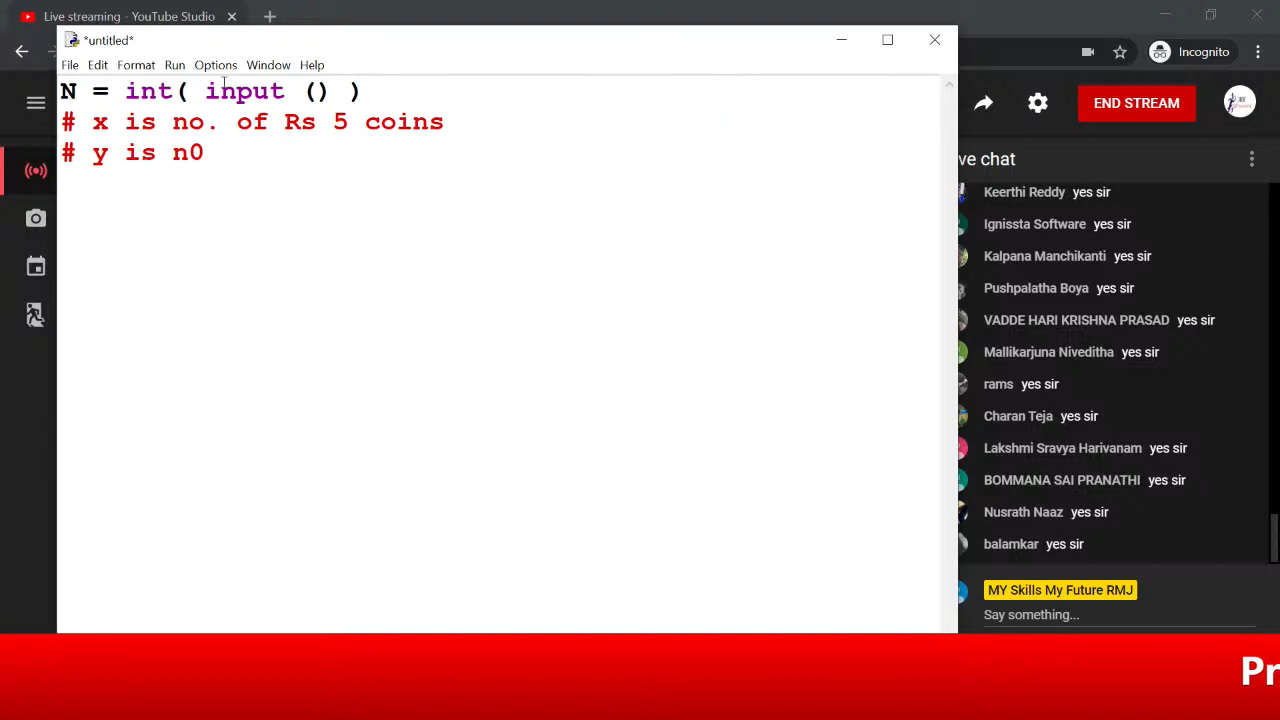 Live streaming - YouTube Studio
*untitled*
File Edit Format Run Options Window Help
Incognito
N = int( input () )
# x is no. of Rs 5 coins
# y is n0
END STREAM
ve chat
Keerthi Reddy yes sir
Ignissta Software yes sir
Kalpana Manchikanti yes sir
Pushpalatha Boya yes sir
VADDE HARI KRISHNA PRASAD yes sir
Mallikarjuna Niveditha yes sir
rams yes sir
Charan Teja yes sir
Lakshmi Sravya Harivanam yes sir
BOMMANA SAI PRANATHI yes sir
Nusrath Naaz yes sir
balamkar yes sir
MY Skills My Future RMJ
Say something...
Pr